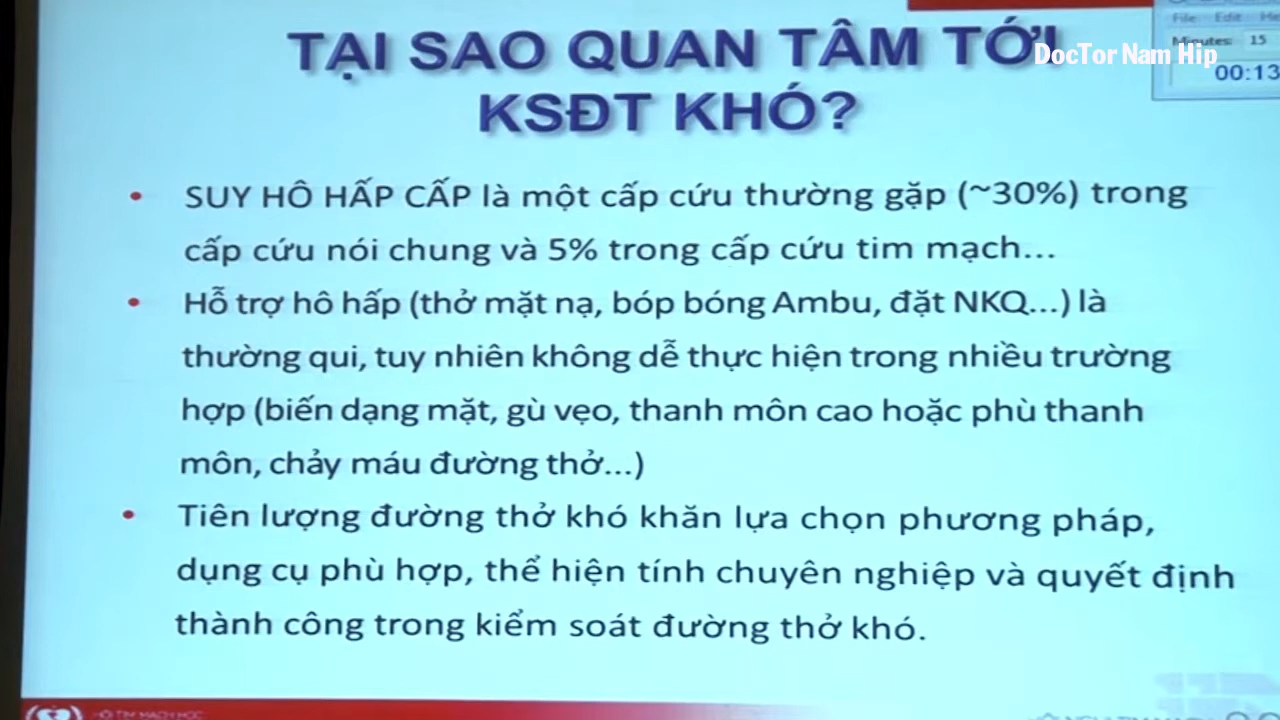 TẠI SAO QUAN TÂM TỚI
KSĐT KHÓ?
DocTor Nam Hip
File Edit
Minutes: 15
00:13
• SUY HÔ HẤP CẤP là một cấp cứu thường gặp (~30%) trong
cấp cứu nói chung và 5% trong cấp cứu tim mạch...
• Hỗ trợ hô hấp (thở mặt nạ, bóp bóng Ambu, đặt NKQ...) là
thường qui, tuy nhiên không dễ thực hiện trong nhiều trường
hợp (biến dạng mặt, gù vẹo, thanh môn cao hoặc phù thanh
môn, chảy máu đường thở...)
• Tiên lượng đường thở khó khăn lựa chọn phương pháp,
dụng cụ phù hợp, thể hiện tính chuyên nghiệp và quyết định
thành công trong kiểm soát đường thở khó.